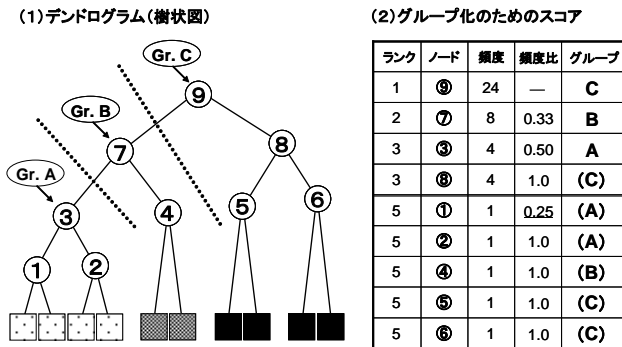 (1)デンドログラム(樹状図)
Gr. C
⑨
Gr. B
⑦
⑧
Gr. A
③
④
⑤
⑥
①
②
(2)グループ化のためのスコア
ランク ノード 頻度 頻度比 グループ
1 ⑨ 24 — C
2 ⑦ 8 0.33 B
3 ③ 4 0.50 A
3 ⑧ 4 1.0 (C)
5 ① 1 0.25 (A)
5 ② 1 1.0 (A)
5 ④ 1 1.0 (B)
5 ⑤ 1 1.0 (C)
5 ⑥ 1 1.0 (C)